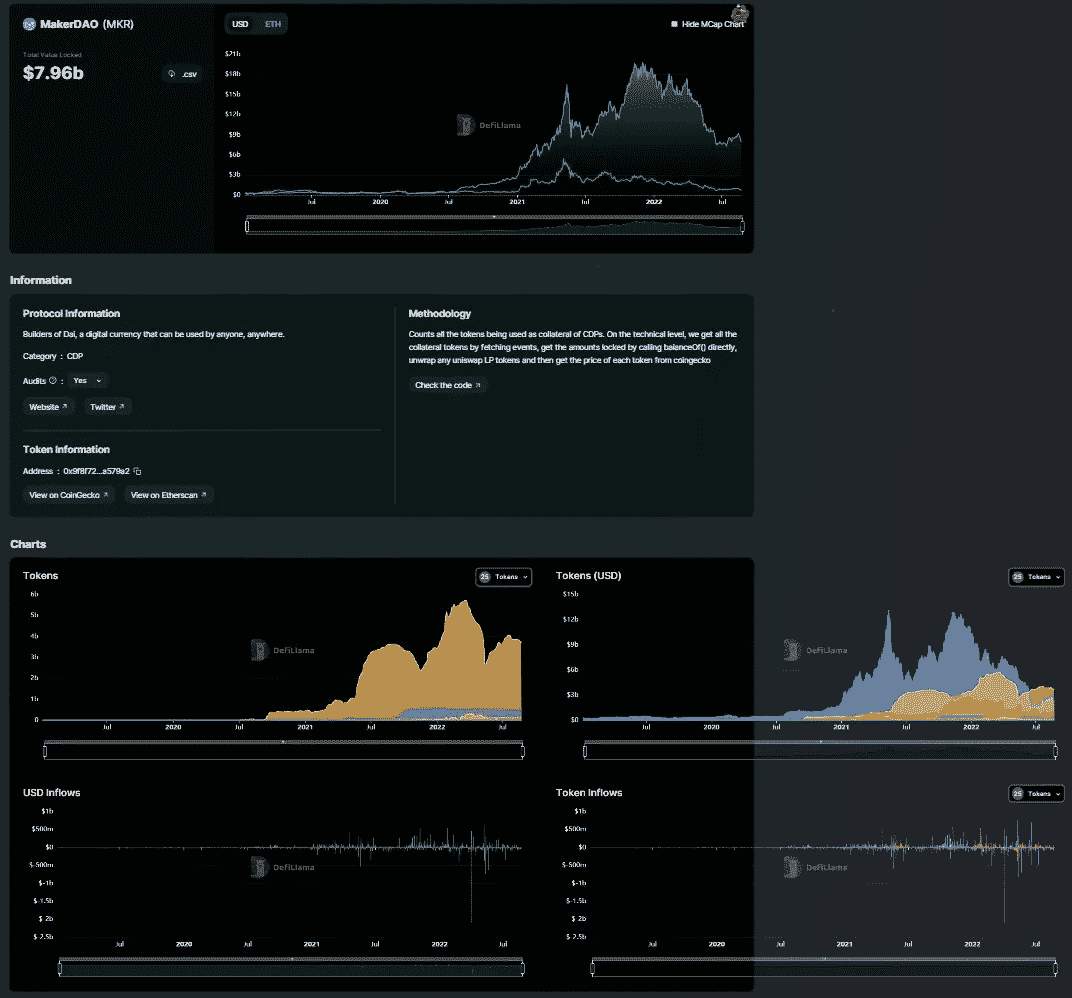 MakerDAO (MKR)
Total Value Locked
$7.96b
.csv
USD ETH
Hide MCap Chart
$21b
$18b
$15b
$12b
$9b
$6b
$3b
$0
DefiLlama
Jul 2020 Jul 2021 Jul 2022 Jul
Information
Protocol Information
Builders of Dai, a digital currency that can be used by anyone, anywhere.
Category : CDP
Audits ? : Yes
Website Twitter
Token Information
Address : 0x9f8f72...a579a2
View on CoinGecko View on Etherscan
Methodology
Counts all the tokens being used as collateral of CDPs. On the technical level, we get all the
collateral tokens by fetching events, get the amounts locked by calling balanceOf() directly,
unwrap any uniswap LP tokens and then get the price of each token from coingecko
Check the code
Charts
Tokens
25 Tokens
6b
5b
4b
3b
2b
1b
0
DefiLlama
Jul 2020 Jul 2021 Jul 2022 Jul
Tokens (USD)
25 Tokens
$15b
$12b
$9b
$6b
$3b
$0
DefiLlama
Jul 2020 Jul 2021 Jul 2022 Jul
USD Inflows
$1b
$500m
$0
$-500m
$-1b
$-1.5b
$-2b
$-2.5b
DefiLlama
Jul 2020 Jul 2021 Jul 2022 Jul
Token Inflows
25 Tokens
$1b
$500m
$0
$-500m
$-1b
$-1.5b
$-2b
$-2.5b
DefiLlama
Jul 2020 Jul 2021 Jul 2022 Jul